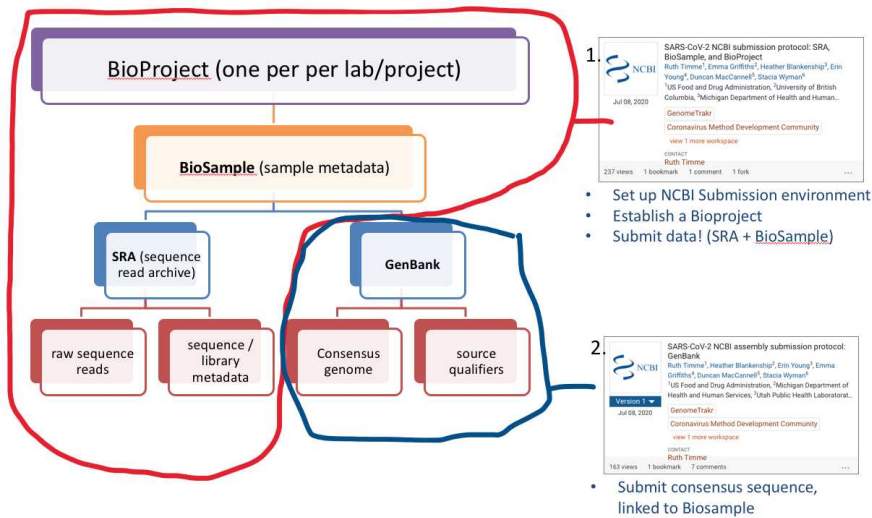 BioProject (one per per lab/project)
BioSample (sample metadata)
SRA (sequence
read archive)
GenBank
raw sequence
reads
sequence /
library
metadata
Consensus
genome
source
qualifiers
1.
NCBI
Jul 08, 2020
SARS-CoV-2 NCBI submission protocol: SRA,
BioSample, and BioProject
Ruth Timme¹, Emma Griffiths², Heather Blankenship³, Erin
Young⁴, Duncan MacCannell⁵, Stacia Wyman⁶
¹US Food and Drug Administration, ²University of British
Columbia, ³Michigan Department of Health and Human...
GenomeTrakr
Coronavirus Method Development Community
view 1 more workspace
CONTACT
Ruth Timme
237 views 1 bookmark 1 comment 1 fork ...
• Set up NCBI Submission environment
• Establish a Bioproject
• Submit data! (SRA + BioSample)
2.
NCBI
Version 1
Jul 08, 2020
SARS-CoV-2 NCBI assembly submission protocol:
GenBank
Ruth Timme¹, Heather Blankenship², Erin Young³, Emma
Griffiths⁴, Duncan MacCannell⁵, Stacia Wyman⁶
¹US Food and Drug Administration, ²Michigan Department of
Health and Human Services, ³Utah Public Health Laboratorat...
GenomeTrakr
Coronavirus Method Development Community
view 1 more workspace
CONTACT
Ruth Timme
163 views 1 bookmark 7 comments ...
• Submit consensus sequence,
linked to Biosample